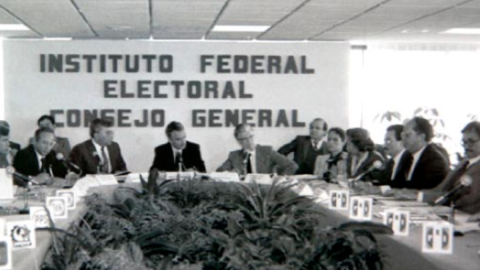 INSTITUTO FEDERAL
ELECTORAL
CONSEJO GENERAL